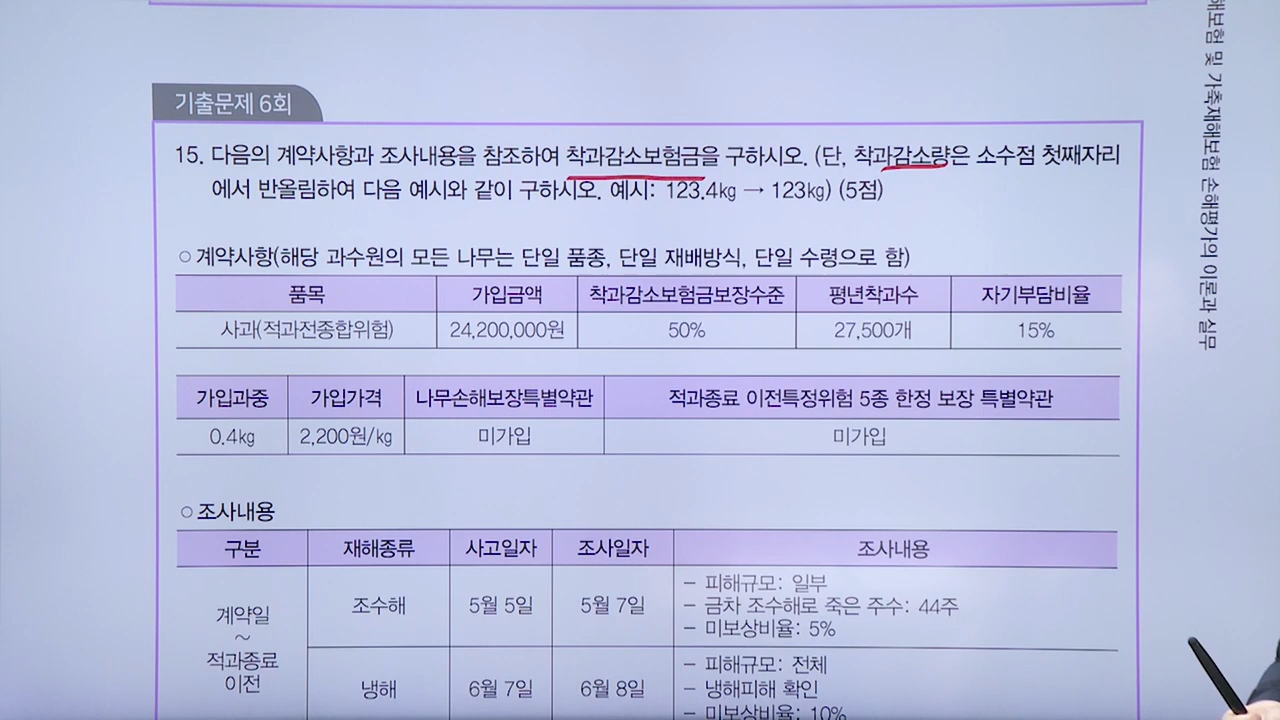 기출문제 6회
15. 다음의 계약사항과 조사내용을 참조하여 착과감소보험금을 구하시오. (단, 착과감소량은 소수점 첫째자리
에서 반올림하여 다음 예시와 같이 구하시오. 예시: 123.4kg → 123kg) (5점)
○ 계약사항(해당 과수원의 모든 나무는 단일 품종, 단일 재배방식, 단일 수령으로 함)
품목 가입금액 착과감소보험금보장수준 평년착과수 자기부담비율
사과(적과전종합위험) 24,200,000원 50% 27,500개 15%
가입과중 가입가격 나무손해보장특별약관 적과종료 이전특정위험 5종 한정 보장 특별약관
0.4kg 2,200원/kg 미가입 미가입
○ 조사내용
구분 재해종류 사고일자 조사일자 조사내용
계약일
~
적과종료
이전
조수해 5월 5일 5월 7일
– 피해규모: 일부
– 금차 조수해로 죽은 주수: 44주
– 미보상비율: 5%
냉해 6월 7일 6월 8일
– 피해규모: 전체
– 냉해피해 확인
– 미보상비율: 10%
해보험 및 가축재해보험 손해평가의 이론과 실무